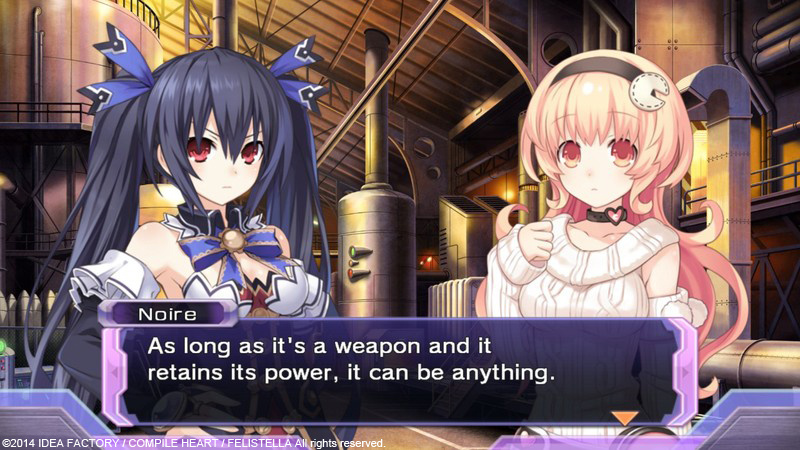 Noire
As long as it's a weapon and it
retains its power, it can be anything.
©2014 IDEA FACTORY / COMPILE HEART / FELISTELLA All rights reserved.